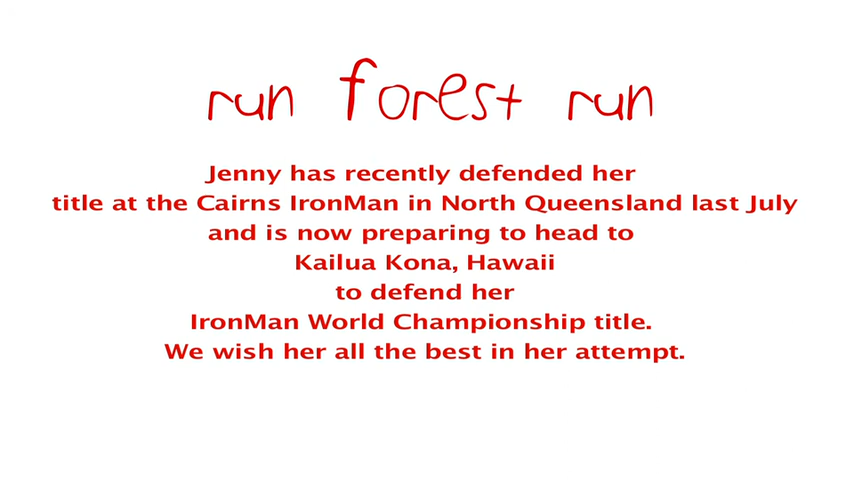 run forest run
Jenny has recently defended her
title at the Cairns IronMan in North Queensland last July
and is now preparing to head to
Kailua Kona, Hawaii
to defend her
IronMan World Championship title.
We wish her all the best in her attempt.